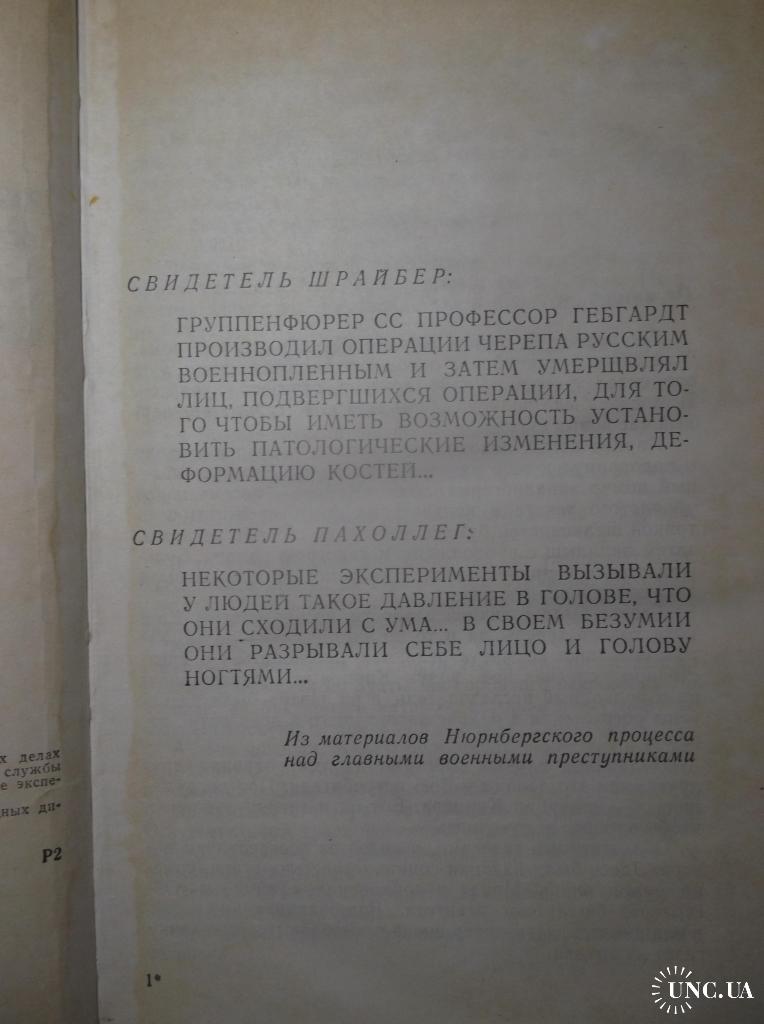 СВИДЕТЕЛЬ ШРАЙБЕР:
ГРУППЕНФЮРЕР СС ПРОФЕССОР ГЕБГАРДТ
ПРОИЗВОДИЛ ОПЕРАЦИИ ЧЕРЕПА РУССКИМ
ВОЕННОПЛЕННЫМ И ЗАТЕМ УМЕРЩВЛЯЛ
ЛИЦ, ПОДВЕРГШИХСЯ ОПЕРАЦИИ, ДЛЯ ТО-
ГО ЧТОБЫ ИМЕТЬ ВОЗМОЖНОСТЬ УСТАНО-
ВИТЬ ПАТОЛОГИЧЕСКИЕ ИЗМЕНЕНИЯ, ДЕ-
ФОРМАЦИЮ КОСТЕЙ...
СВИДЕТЕЛЬ ПАХОЛЛЕГ:
НЕКОТОРЫЕ ЭКСПЕРИМЕНТЫ ВЫЗЫВАЛИ
У ЛЮДЕЙ ТАКОЕ ДАВЛЕНИЕ В ГОЛОВЕ, ЧТО
ОНИ СХОДИЛИ С УМА... В СВОЕМ БЕЗУМИИ
ОНИ РАЗРЫВАЛИ СЕБЕ ЛИЦО И ГОЛОВУ
НОГТЯМИ...
Из материалов Нюрнбергского процесса
над главными военными преступниками
х делах
службы
е экспе-
ных ди-
Р2
1*
UNC.UA